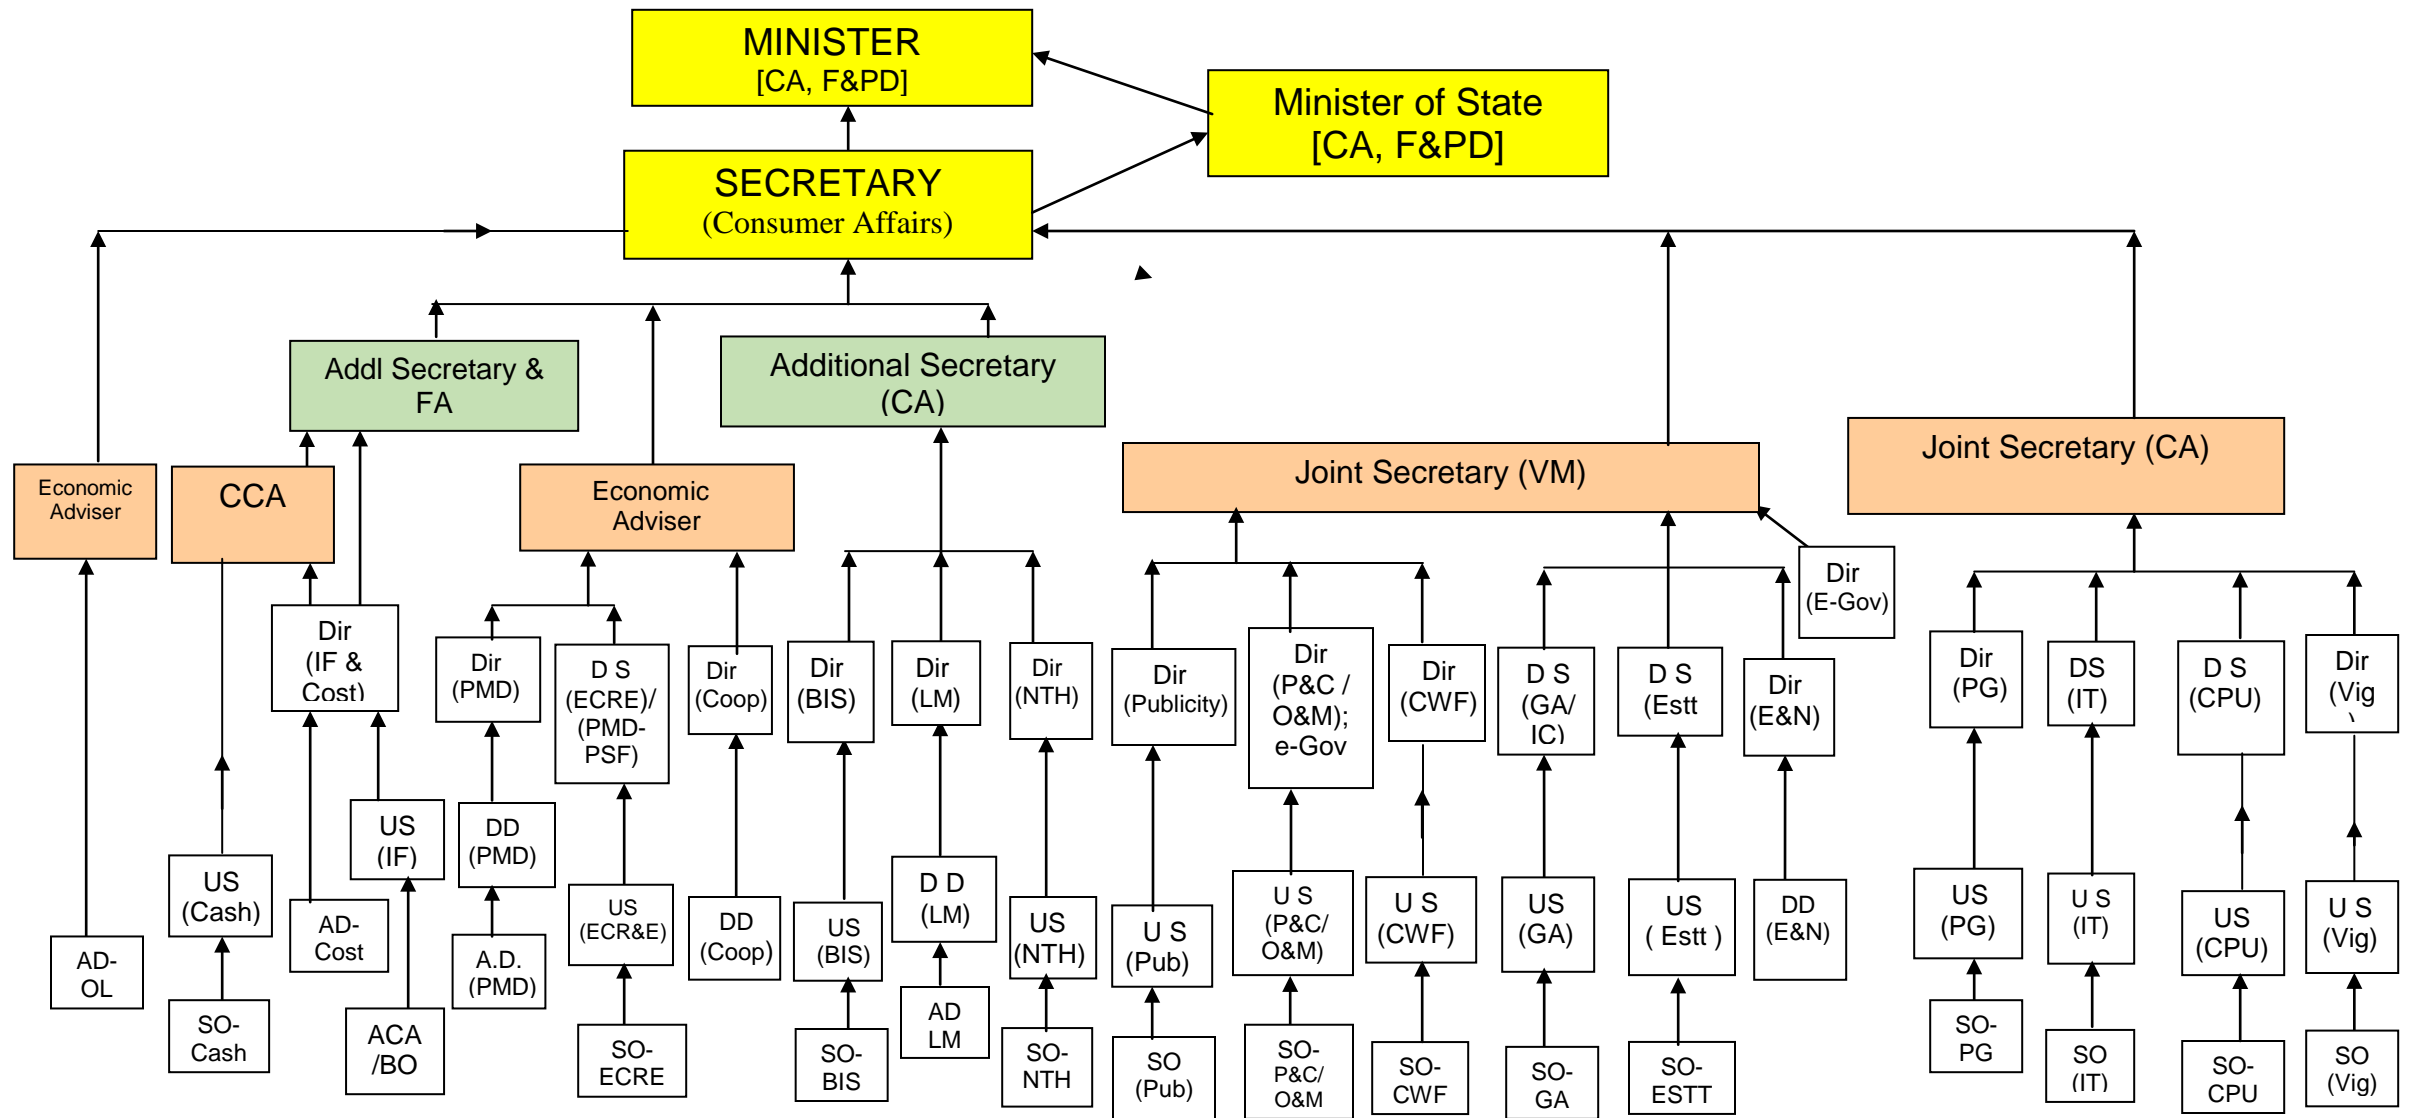 MINISTER
[CA, F&PD]
Minister of State
[CA, F&PD]
SECRETARY
(Consumer Affairs)
Addl Secretary &
FA
Additional Secretary
(CA)
Economic
Adviser
CCA
Economic
Adviser
Joint Secretary (VM)
Joint Secretary (CA)
Dir
(E-Gov)
Dir
(IF &
Cost)
Dir
(PMD)
D S
(ECRE)/
(PMD-
PSF)
Dir
(Coop)
Dir
(BIS)
Dir
(LM)
Dir
(NTH)
Dir
(Publicity)
Dir
(P&C /
O&M);
e-Gov
Dir
(CWF)
D S
(GA/
IC)
D S
(Estt
Dir
(E&N)
Dir
(PG)
DS
(IT)
D S
(CPU)
Dir
(Vig
)
US
(IF)
DD
(PMD)
US
(Cash)
AD-
Cost
US
(ECR&E)
DD
(Coop)
US
(BIS)
D D
(LM)
US
(NTH)
U S
(Pub)
U S
(P&C/
O&M)
U S
(CWF)
US
(GA)
US
( Estt )
DD
(E&N)
US
(PG)
U S
(IT)
US
(CPU)
U S
(Vig)
AD-
OL
SO-
Cash
ACA
/BO
A.D.
(PMD)
SO-
ECRE
SO-
BIS
AD
LM
SO-
NTH
SO
(Pub)
SO-
P&C/
O&M
SO-
CWF
SO-
GA
SO-
ESTT
SO-
PG
SO
(IT)
SO-
CPU
SO
(Vig)